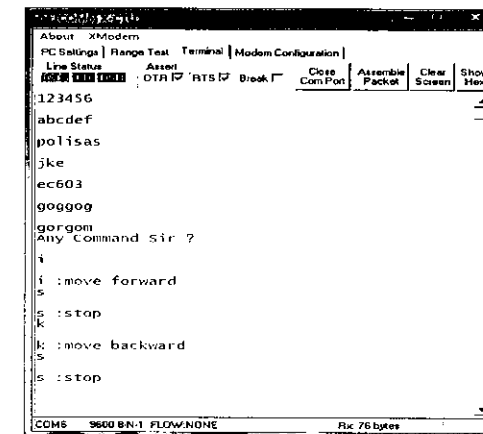 About XModem
PC Settings | Range Test Terminal | Modem Configuration |
Line Status Assert
DTR RTS Break Close Com Port Assemble Packet Clear Screen Show Hex
123456
abcdef
polisas
jke
ec603
goggog
gorgom
Any Command Sir ?
i
i :move forward
s
s :stop
k
k :move backward
s
s :stop
COM6 9600 8-N-1 FLOW:NONE Rx: 76 bytes